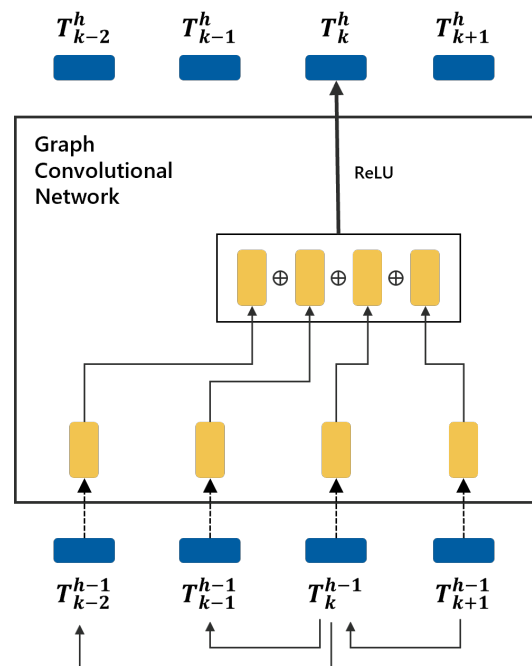 T^h_{k-2} T^h_{k-1} T^h_k T^h_{k+1}
Graph
Convolutional
Network
ReLU
⊕ ⊕ ⊕
T^{h-1}_{k-2} T^{h-1}_{k-1} T^{h-1}_k T^{h-1}_{k+1}